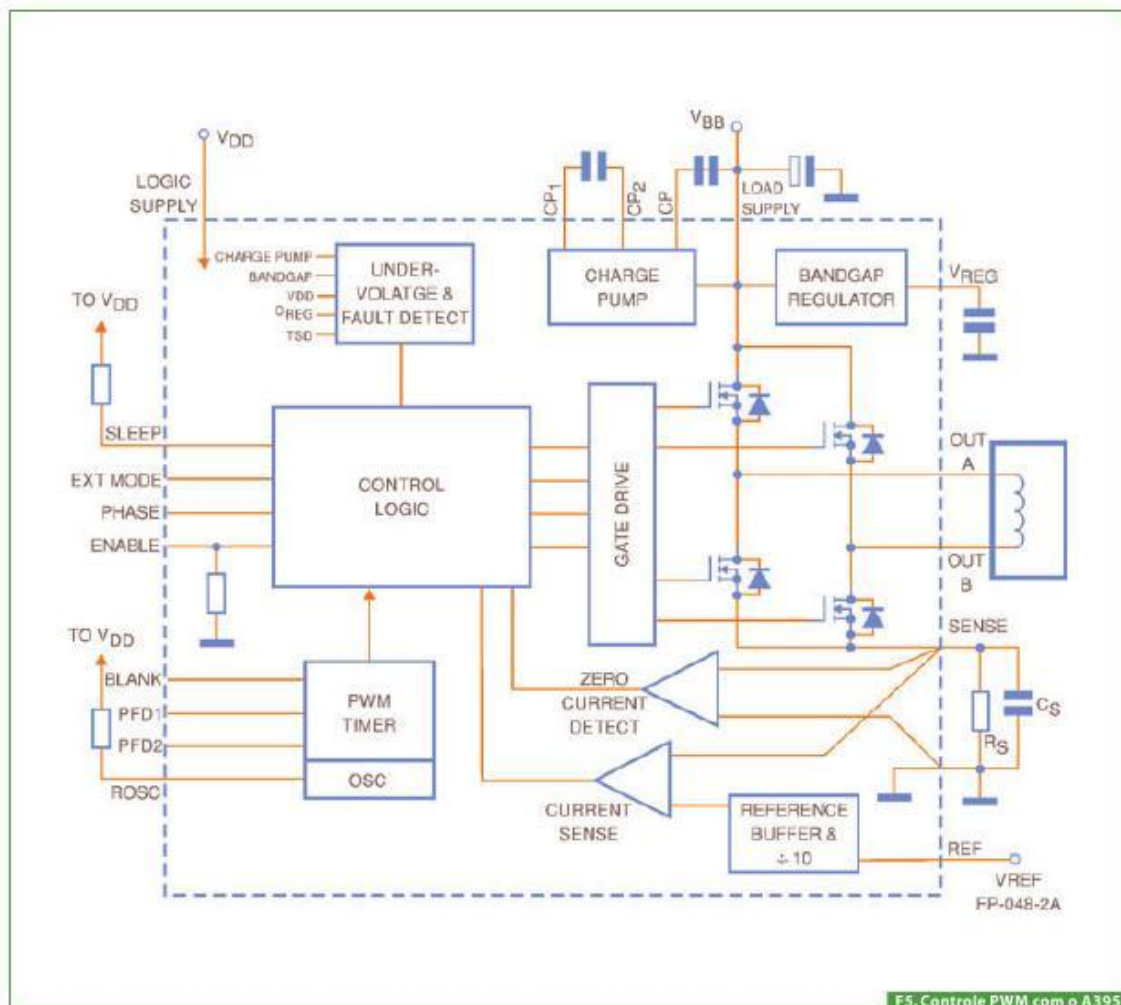 VDD
LOGIC
SUPPLY
VBB
CP1
CP2
CP
LOAD
SUPPLY
CHARGE PUMP
BANDGAP
VDD
OREG
TSD
UNDER-
VOLATGE &
FAULT DETECT
CHARGE
PUMP
BANDGAP
REGULATOR
VREG
TO VDD
SLEEP
EXT MODE
PHASE
ENABLE
CONTROL
LOGIC
GATE DRIVE
OUT
A
OUT
B
SENSE
TO VDD
BLANK
PFD1
PFD2
ROSC
PWM
TIMER
OSC
ZERO
CURRENT
DETECT
CURRENT
SENSE
RS
CS
REFERENCE
BUFFER &
÷ 10
REF
VREF
FP-048-2A
F5. Controle PWM com o A395